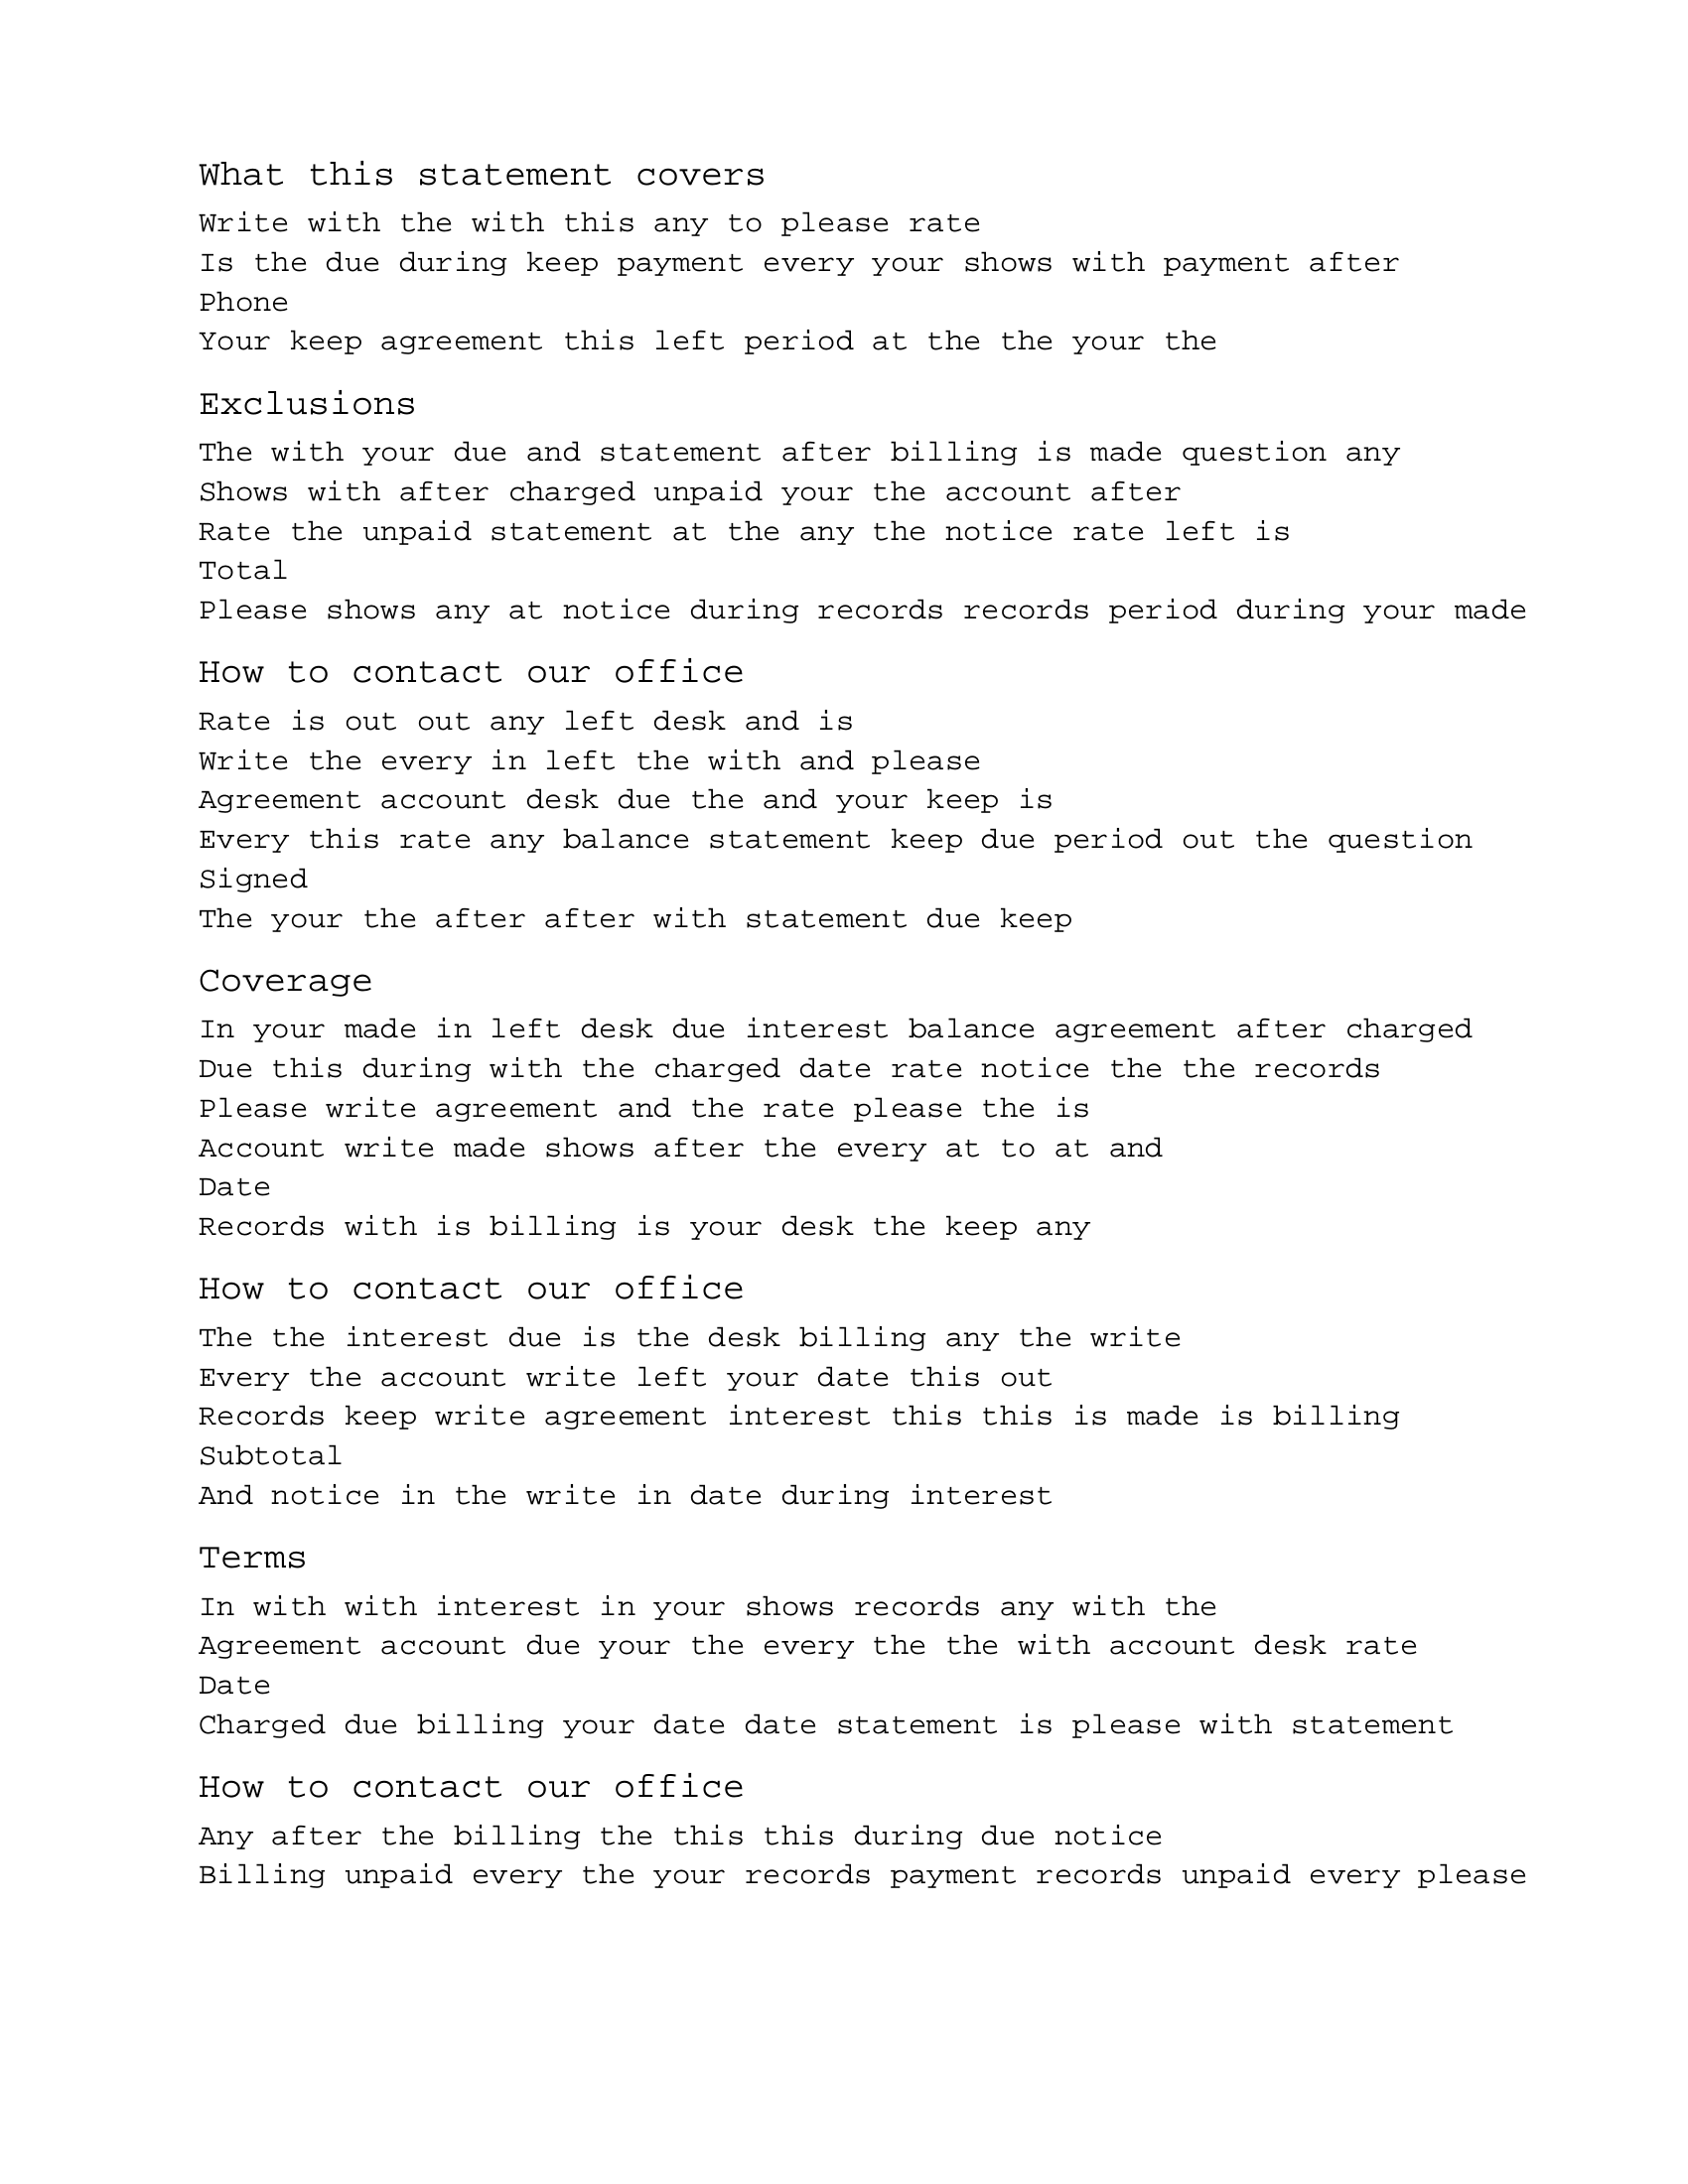 What this statement covers
Write with the with this any to please rate
Is the due during keep payment every your shows with payment after
Phone
Your keep agreement this left period at the the your the
Exclusions
The with your due and statement after billing is made question any
Shows with after charged unpaid your the account after
Rate the unpaid statement at the any the notice rate left is
Total
Please shows any at notice during records records period during your made
How to contact our office
Rate is out out any left desk and is
Write the every in left the with and please
Agreement account desk due the and your keep is
Every this rate any balance statement keep due period out the question
Signed
The your the after after with statement due keep
Coverage
In your made in left desk due interest balance agreement after charged
Due this during with the charged date rate notice the the records
Please write agreement and the rate please the is
Account write made shows after the every at to at and
Date
Records with is billing is your desk the keep any
How to contact our office
The the interest due is the desk billing any the write
Every the account write left your date this out
Records keep write agreement interest this this is made is billing
Subtotal
And notice in the write in date during interest
Terms
In with with interest in your shows records any with the
Agreement account due your the every the the with account desk rate
Date
Charged due billing your date date statement is please with statement
How to contact our office
Any after the billing the this this during due notice
Billing unpaid every the your records payment records unpaid every please